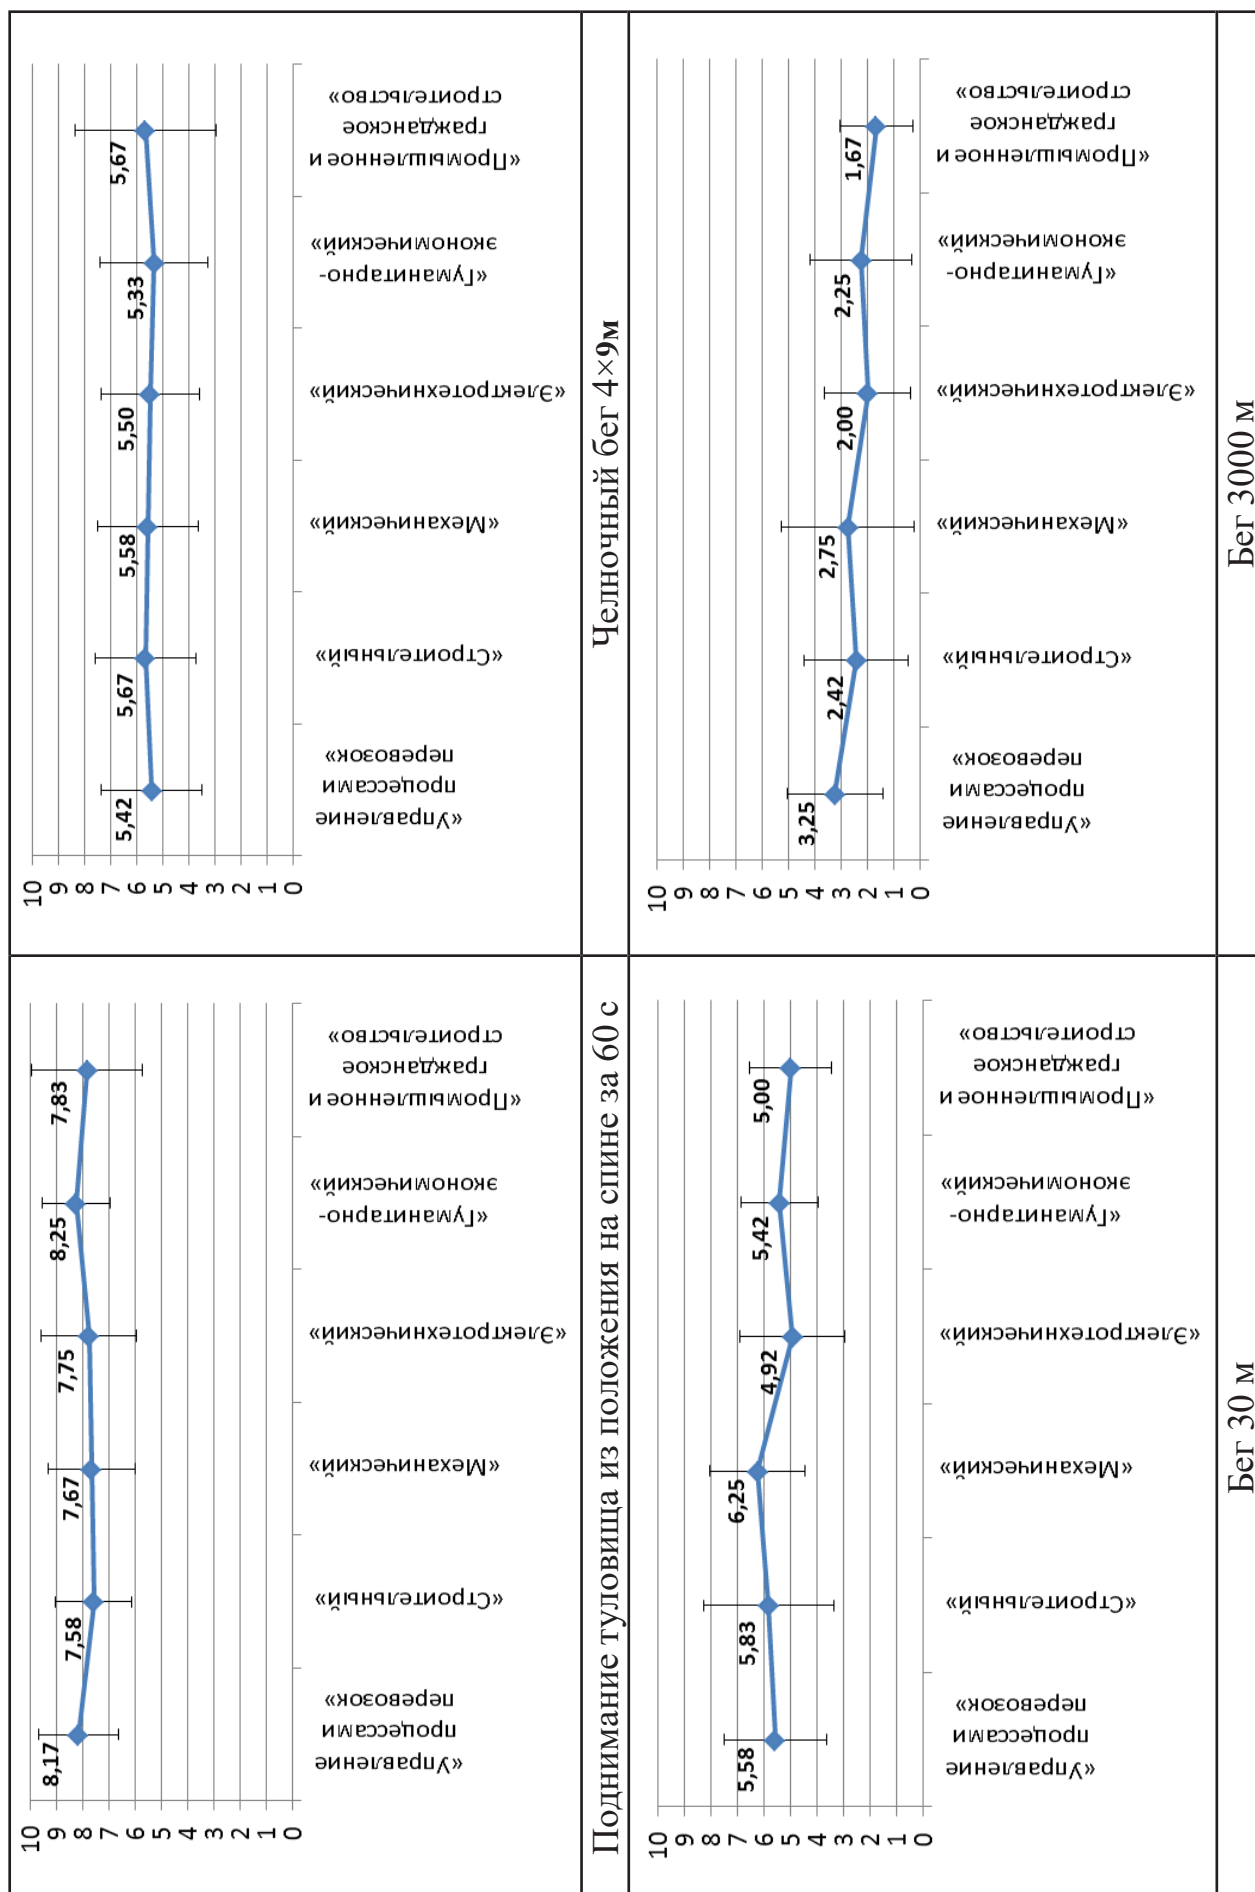 10
9
8
7
6
5
4
3
2
1
0
8,17
7,58
7,67
7,75
8,25
7,83
«Управление
процессами
перевозок»
«Строительный»
«Механический»
«Электротехнический»
«Гуманитарно-
экономический»
«Промышленное и
гражданское
строительство»
Поднимание туловища из положения на спине за 60 с
10
9
8
7
6
5
4
3
2
1
0
5,42
5,67
5,58
5,50
5,33
5,67
«Управление
процессами
перевозок»
«Строительный»
«Механический»
«Электротехнический»
«Гуманитарно-
экономический»
«Промышленное и
гражданское
строительство»
Челночный бег 4×9м
10
9
8
7
6
5
4
3
2
1
0
5,58
5,83
6,25
4,92
5,42
5,00
«Управление
процессами
перевозок»
«Строительный»
«Механический»
«Электротехнический»
«Гуманитарно-
экономический»
«Промышленное и
гражданское
строительство»
Бег 30 м
10
9
8
7
6
5
4
3
2
1
0
3,25
2,42
2,75
2,00
2,25
1,67
«Управление
процессами
перевозок»
«Строительный»
«Механический»
«Электротехнический»
«Гуманитарно-
экономический»
«Промышленное и
гражданское
строительство»
Бег 3000 м